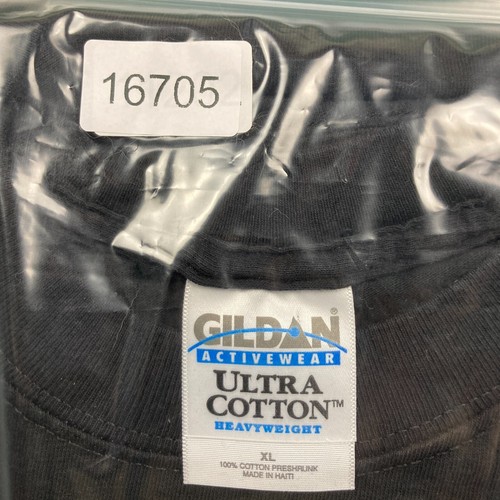 16705
GILDAN®
ACTIVEWEAR
ULTRA
COTTON™
HEAVYWEIGHT
XL
100% COTTON PRESHRUNK
MADE IN HAITI